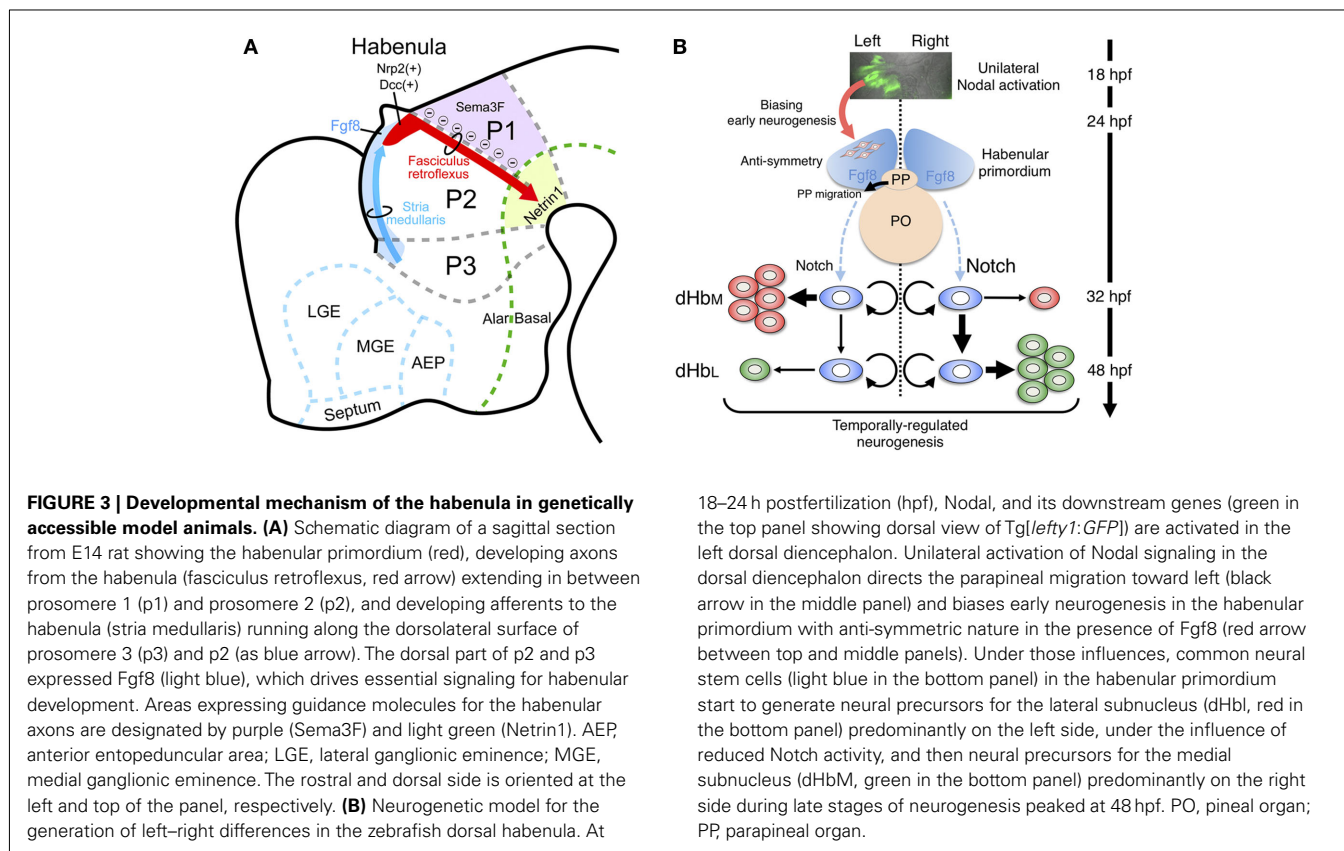 A
Habenula
Nrp2(+)
Dcc(+)
Fgf8
Sema3F
P1
Fasciculus
retroflexus
P2
Stria
medullaris
Netrin1
P3
LGE
MGE
AEP
Alar Basal
Septum
B
Left Right
Unilateral
Nodal activation
18 hpf
Biasing
early neurogenesis
24 hpf
Anti-symmetry
Fgf8
PP
Fgf8
Habenular
primordium
PP migration
PO
Notch
Notch
dHbM
32 hpf
dHbL
48 hpf
Temporally-regulated
neurogenesis
FIGURE 3 | Developmental mechanism of the habenula in genetically
accessible model animals. (A) Schematic diagram of a sagittal section
from E14 rat showing the habenular primordium (red), developing axons
from the habenula (fasciculus retroflexus, red arrow) extending in between
prosomere 1 (p1) and prosomere 2 (p2), and developing afferents to the
habenula (stria medullaris) running along the dorsolateral surface of
prosomere 3 (p3) and p2 (as blue arrow). The dorsal part of p2 and p3
expressed Fgf8 (light blue), which drives essential signaling for habenular
development. Areas expressing guidance molecules for the habenular
axons are designated by purple (Sema3F) and light green (Netrin1). AEP,
anterior entopeduncular area; LGE, lateral ganglionic eminence; MGE,
medial ganglionic eminence. The rostral and dorsal side is oriented at the
left and top of the panel, respectively. (B) Neurogenetic model for the
generation of left–right differences in the zebrafish dorsal habenula. At
18–24 h postfertilization (hpf), Nodal, and its downstream genes (green in
the top panel showing dorsal view of Tg[lefty1:GFP]) are activated in the
left dorsal diencephalon. Unilateral activation of Nodal signaling in the
dorsal diencephalon directs the parapineal migration toward left (black
arrow in the middle panel) and biases early neurogenesis in the habenular
primordium with anti-symmetric nature in the presence of Fgf8 (red arrow
between top and middle panels). Under those influences, common neural
stem cells (light blue in the bottom panel) in the habenular primordium
start to generate neural precursors for the lateral subnucleus (dHbl, red in
the bottom panel) predominantly on the left side, under the influence of
reduced Notch activity, and then neural precursors for the medial
subnucleus (dHbM, green in the bottom panel) predominantly on the right
side during late stages of neurogenesis peaked at 48 hpf. PO, pineal organ;
PP, parapineal organ.